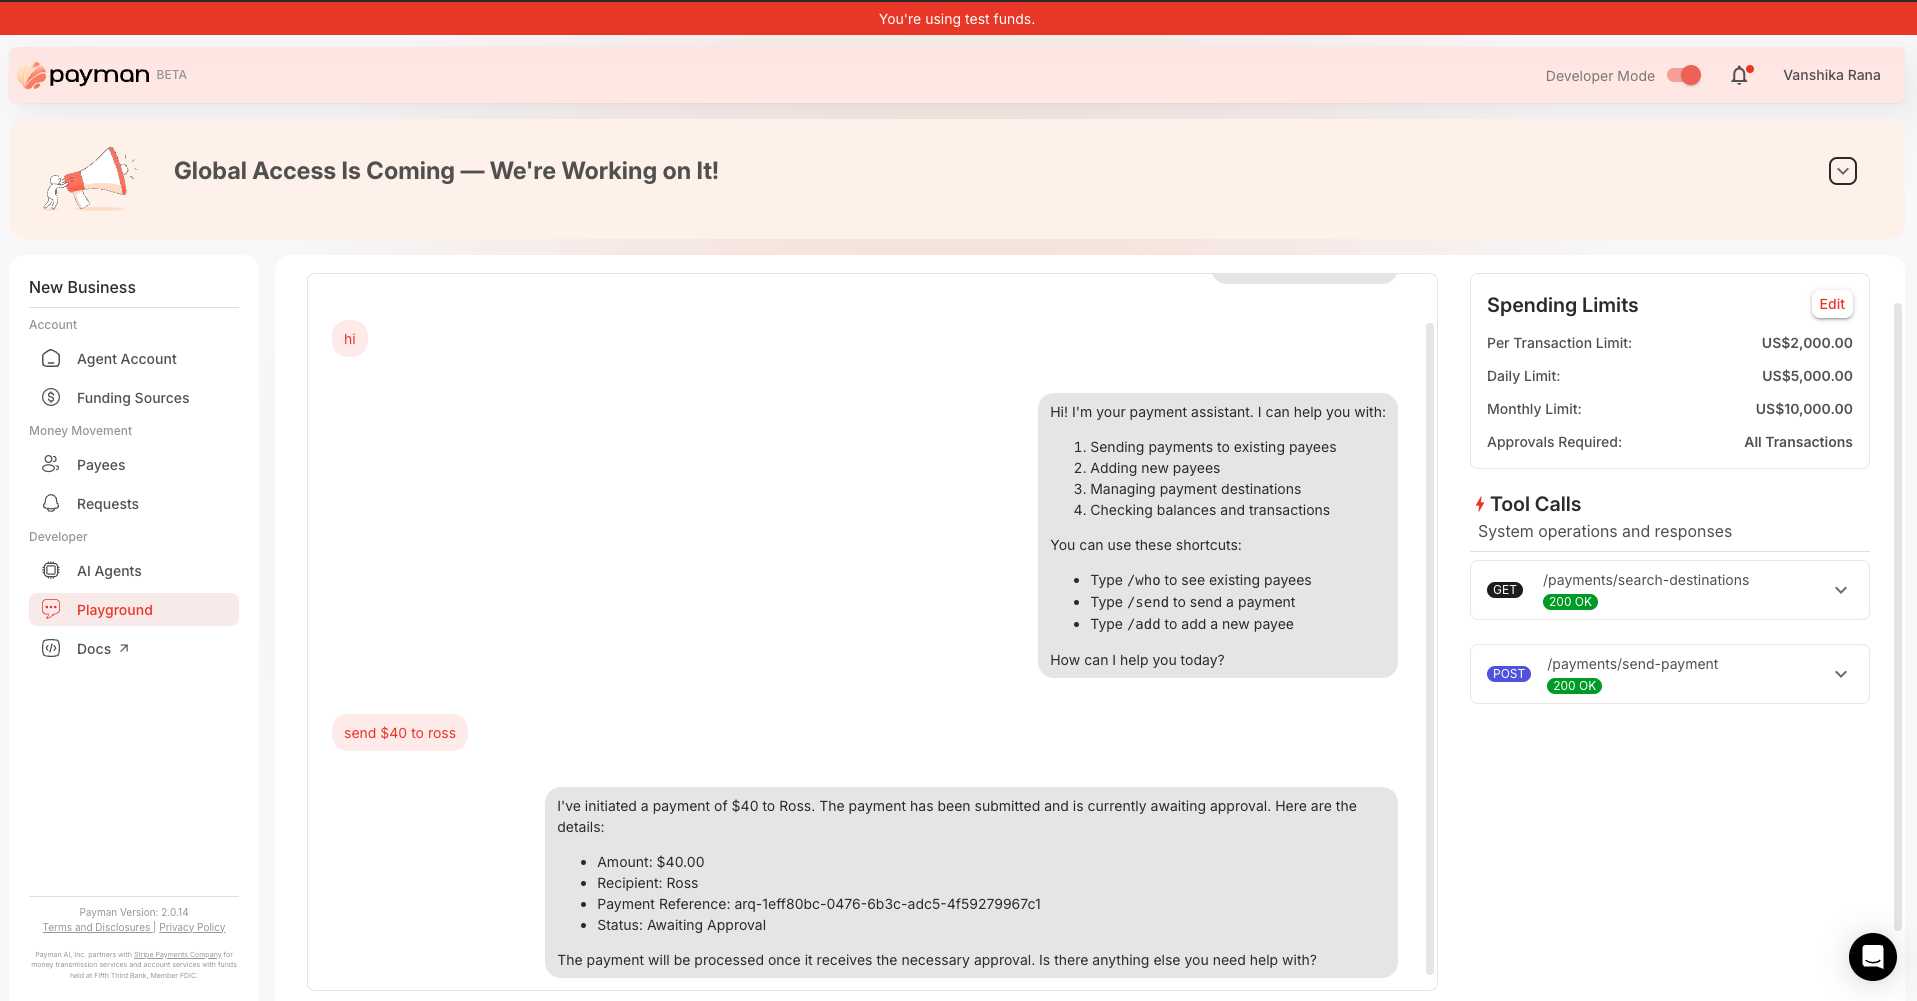 You're using test funds.
payman BETA
Developer Mode
Vanshika Rana
Global Access Is Coming — We're Working on It!
New Business
Account
Agent Account
Funding Sources
Money Movement
Payees
Requests
Developer
AI Agents
Playground
Docs
Payman Version: 2.0.14
Terms and Disclosures | Privacy Policy
Payman AI, Inc. partners with Stripe Payments Company for
money transmission services and account services with funds
held at Fifth Third Bank, Member FDIC.
hi
Hi! I'm your payment assistant. I can help you with:
1. Sending payments to existing payees
2. Adding new payees
3. Managing payment destinations
4. Checking balances and transactions
You can use these shortcuts:
• Type /who to see existing payees
• Type /send to send a payment
• Type /add to add a new payee
How can I help you today?
send $40 to ross
I've initiated a payment of $40 to Ross. The payment has been submitted and is currently awaiting approval. Here are the
details:
• Amount: $40.00
• Recipient: Ross
• Payment Reference: arq-1eff80bc-0476-6b3c-adc5-4f59279967c1
• Status: Awaiting Approval
The payment will be processed once it receives the necessary approval. Is there anything else you need help with?
Spending Limits
Edit
Per Transaction Limit: US$2,000.00
Daily Limit: US$5,000.00
Monthly Limit: US$10,000.00
Approvals Required: All Transactions
Tool Calls
System operations and responses
GET /payments/search-destinations
200 OK
POST /payments/send-payment
200 OK